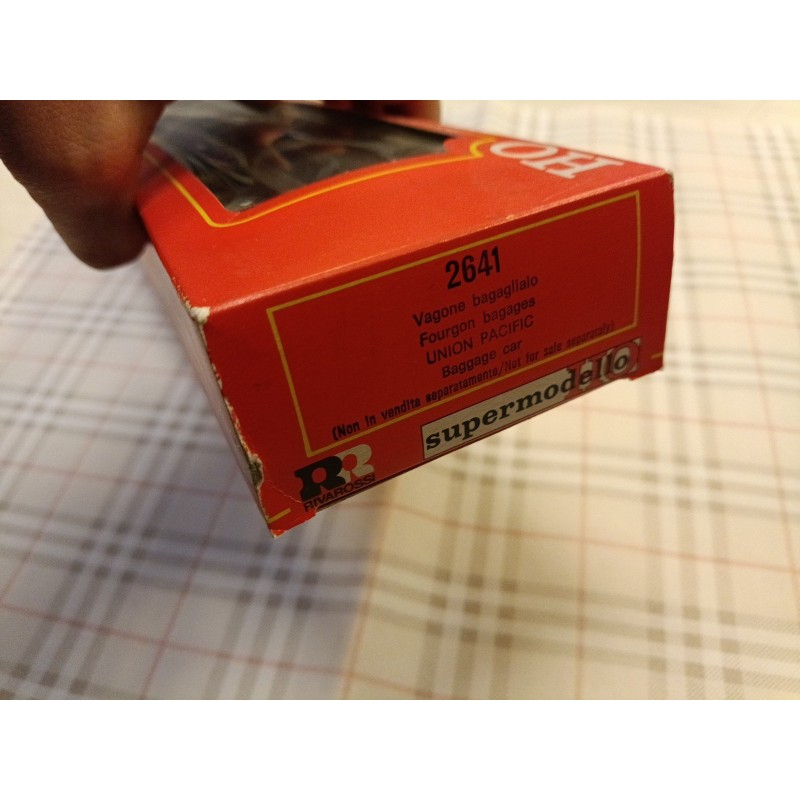 HO
2641
Vagone bagagliaio
Fourgon bagages
UNION PACIFIC
Baggage car
(Non in vendita separatamente/Not for sale separately)
supermodello
RR
RIVAROSSI